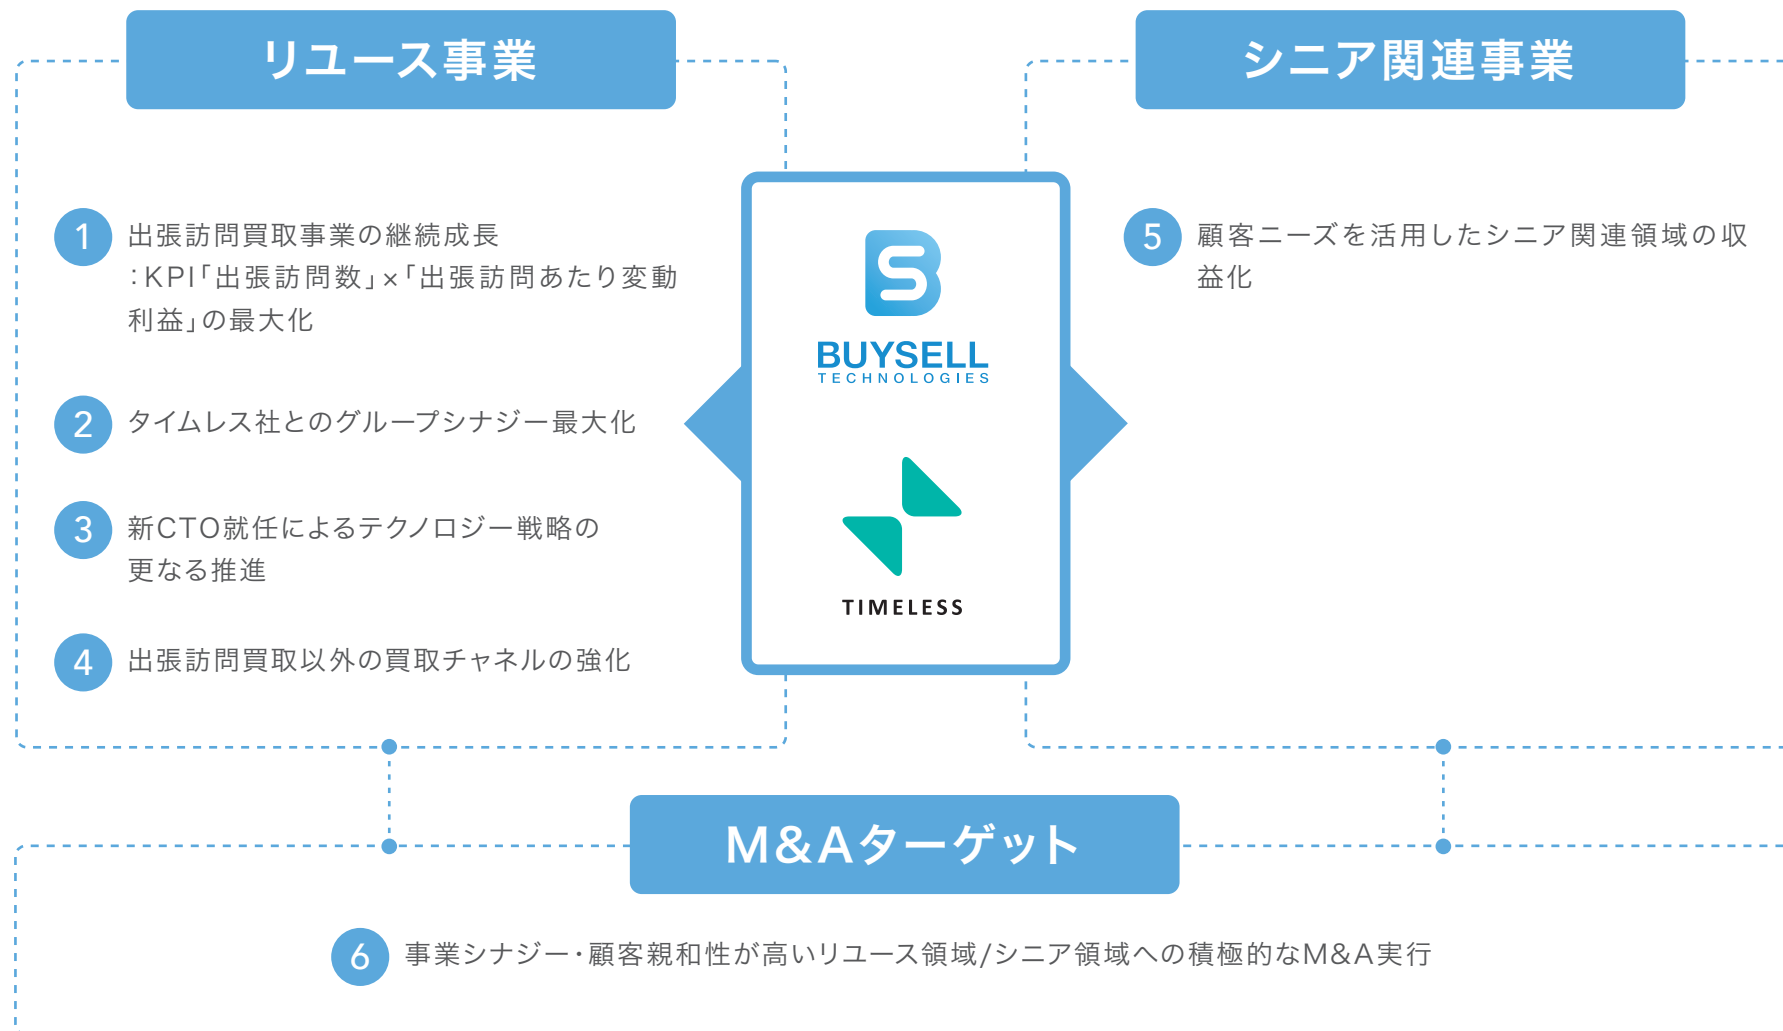 リユース事業
1
出張訪問買取事業の継続成長
:KPI「出張訪問数」×「出張訪問あたり変動
利益」の最大化
2
タイムレス社とのグループシナジー最大化
3
新CTO就任によるテクノロジー戦略の
更なる推進
4
出張訪問買取以外の買取チャネルの強化
BS
BUYSELL
TECHNOLOGIES
TIMELESS
シニア関連事業
5
顧客ニーズを活用したシニア関連領域の収
益化
M&Aターゲット
6
事業シナジー・顧客親和性が高いリユース領域/シニア領域への積極的なM&A実行